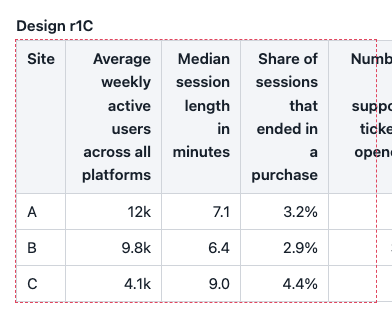 Design r1C
Site
Average
weekly
active
users
across all
platforms
Median
session
length
in
minutes
Share of
sessions
that
ended in
a
purchase
A 12k 7.1 3.2%
B 9.8k 6.4 2.9%
C 4.1k 9.0 4.4%